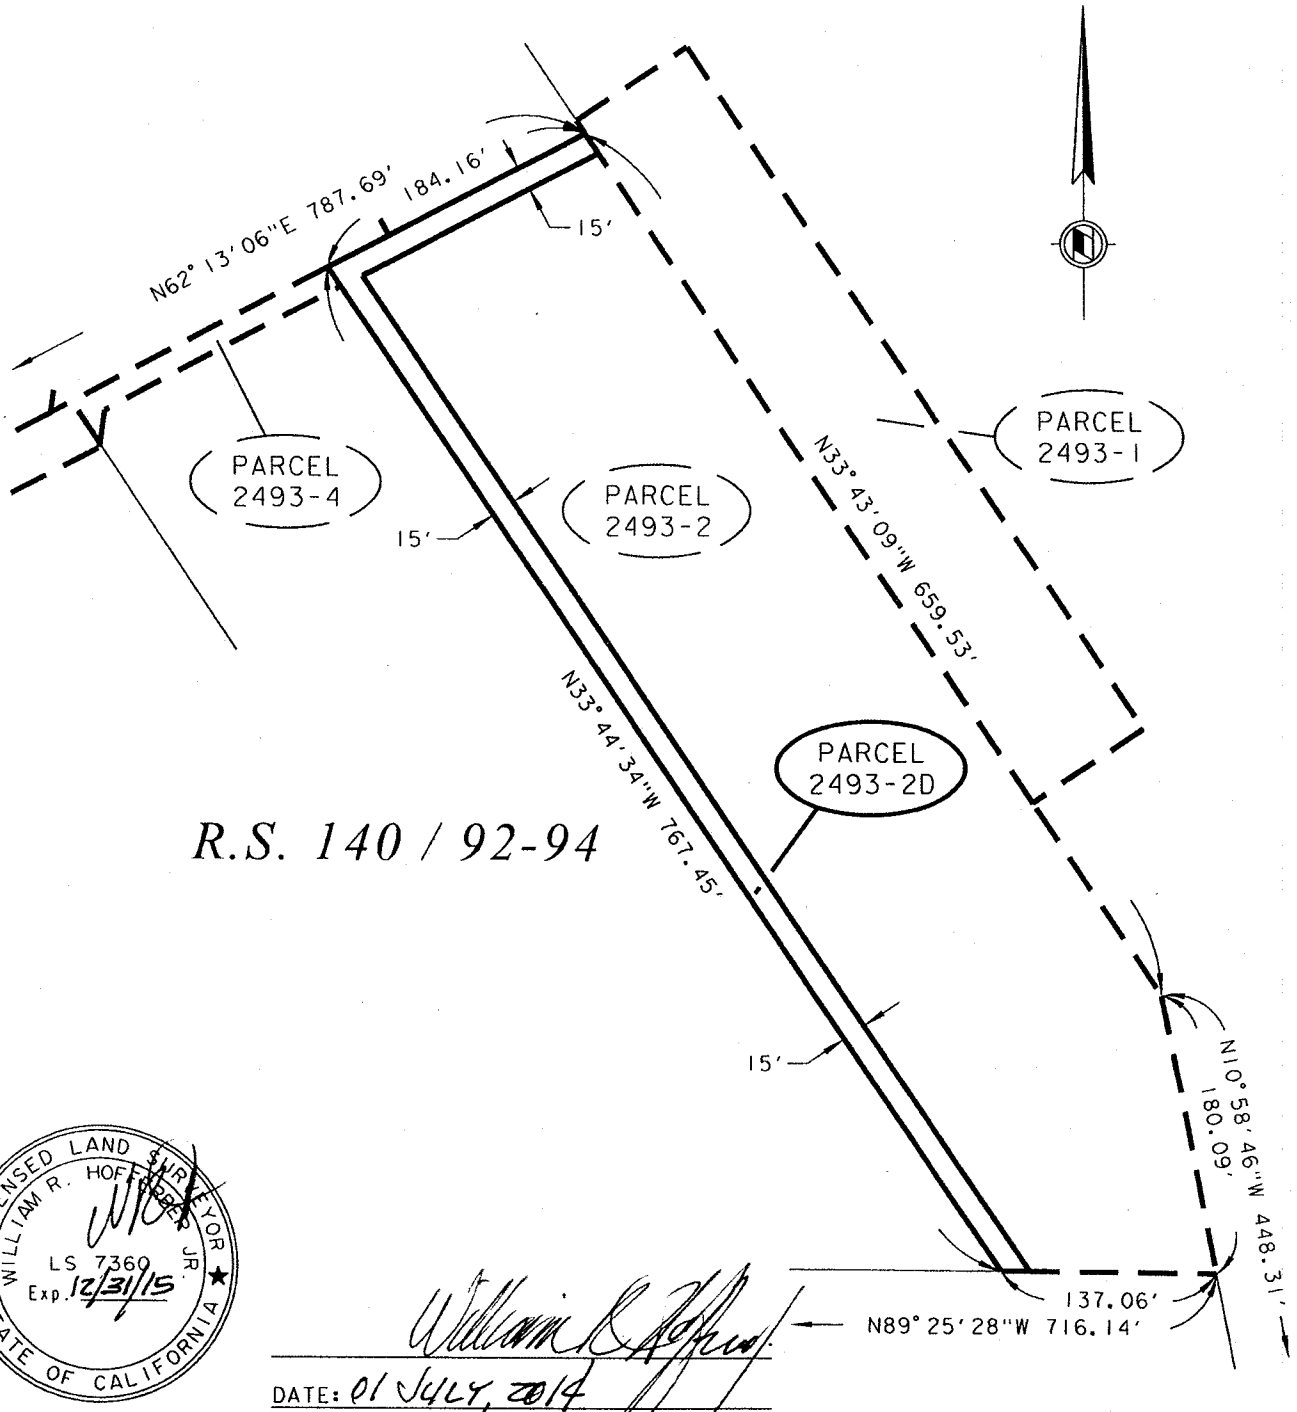 N62°13'06"E 787.69'
184.16'
15'
PARCEL
2493-1
PARCEL
2493-4
PARCEL
2493-2
15'
N33°43'09"W 659.53'
N33°44'34"W 767.45'
PARCEL
2493-2D
R.S. 140 / 92-94
15'
N10°58'46"W 448.31'
180.09'
137.06'
N89°25'28"W 716.14'
ENSED LAND SURVEYOR
WILLIAM R. HOFFERBER JR
LS 7360
Exp. 12/31/15
ATE OF CALIFORNIA
William R
DATE: 01 JULY, 2014